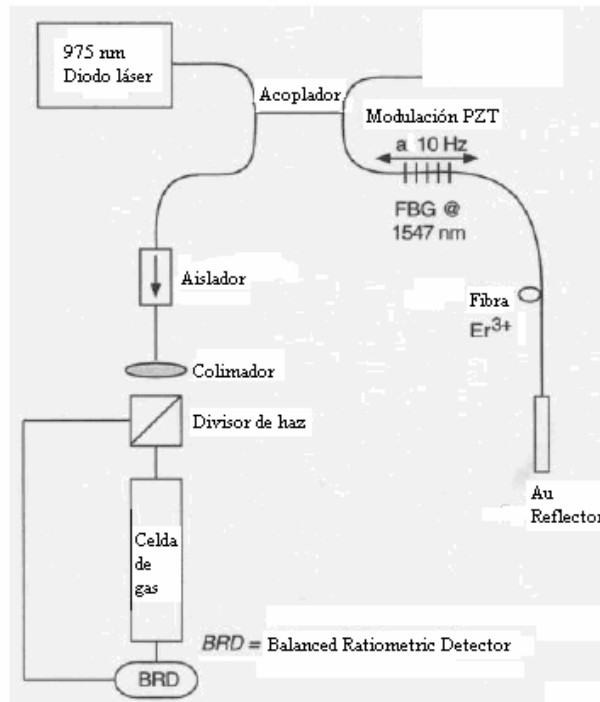 975 nm
Diodo láser
Acoplador
Modulación PZT
a 10 Hz
FBG @
1547 nm
Aislador
Fibra
Er3+
Colimador
Divisor de haz
Au
Reflector
Celda
de
gas
BRD = Balanced Ratiometric Detector
BRD